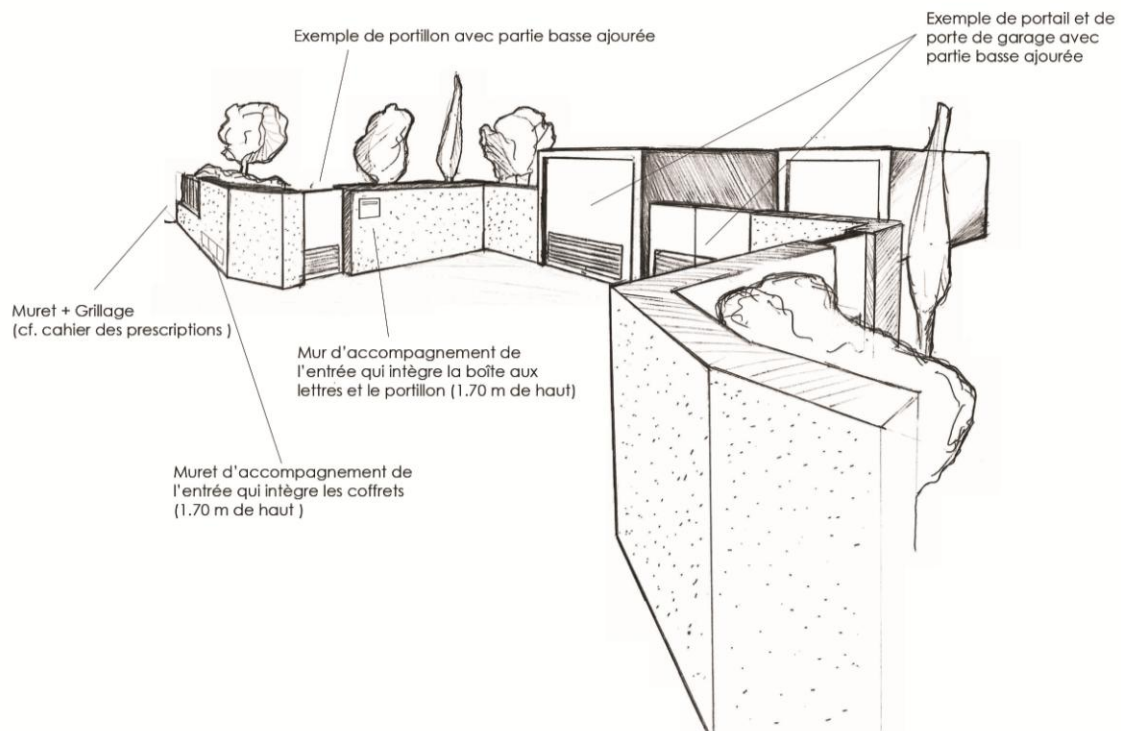 Exemple de portillon avec partie basse ajourée
Exemple de portail et de
porte de garage avec
partie basse ajourée
Muret + Grillage
(cf. cahier des prescriptions )
Mur d'accompagnement de
l'entrée qui intègre la boîte aux
lettres et le portillon (1.70 m de haut)
Muret d'accompagnement de
l'entrée qui intègre les coffrets
(1.70 m de haut )